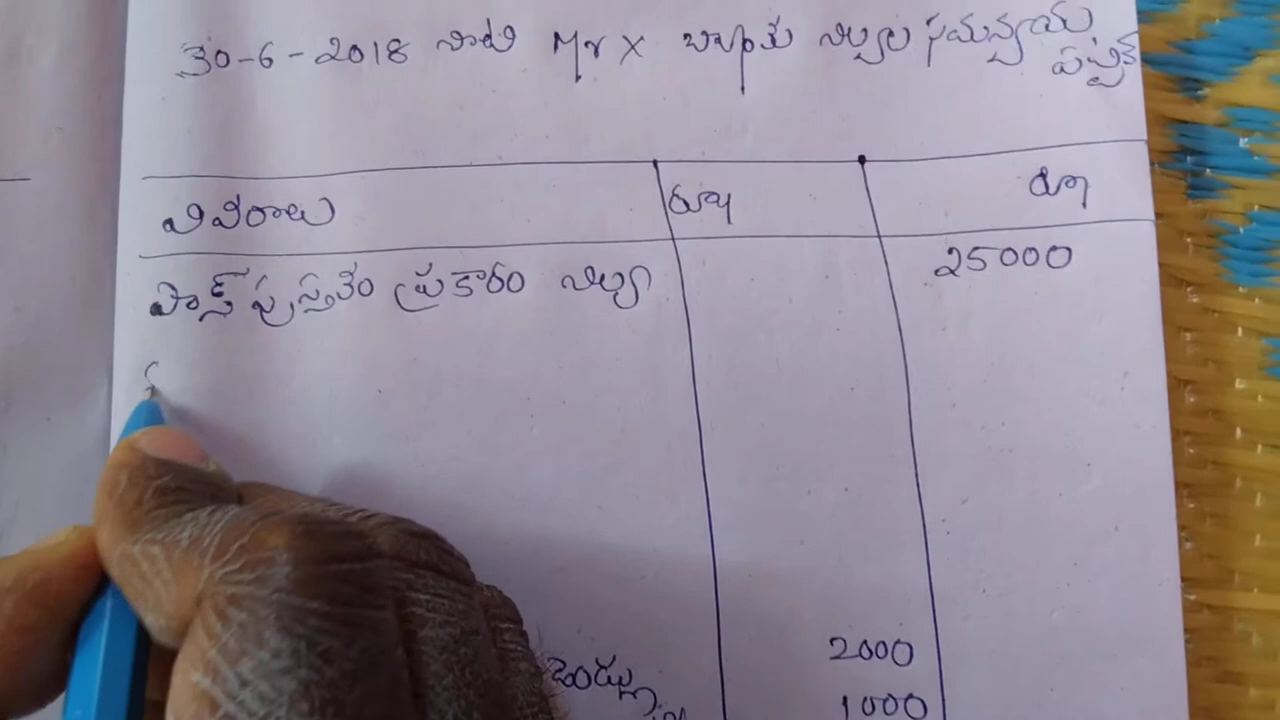 30-6-2018 నాటి Mr X బ్యాంకు నిల్వల సమన్వయ
పట్టిక
వివరాలు రూ రూ
పాస్ పుస్తకం ప్రకారం నిల్వ 25000
2000
1000